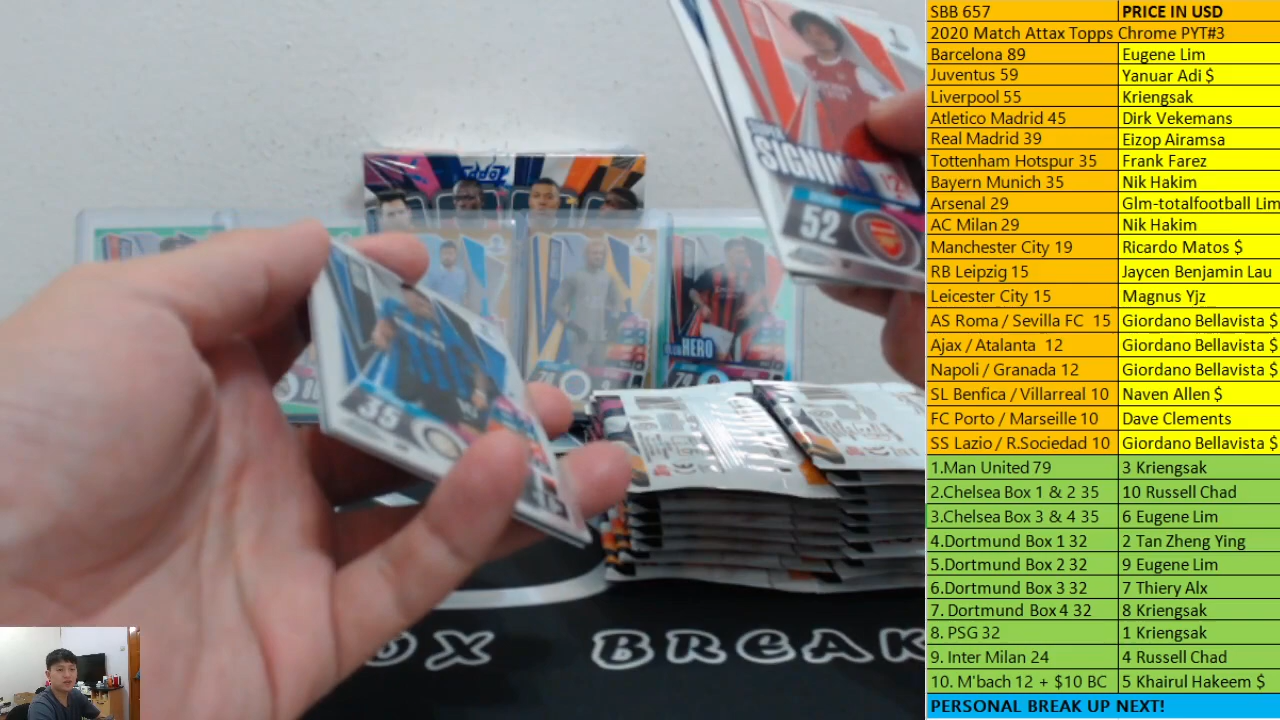 SBB 657 PRICE IN USD
2020 Match Attax Topps Chrome PYT#3
Barcelona 89 Eugene Lim
Juventus 59 Yanuar Adi $
Liverpool 55 Kriengsak
Atletico Madrid 45 Dirk Vekemans
Real Madrid 39 Eizop Airamsa
Tottenham Hotspur 35 Frank Farez
Bayern Munich 35 Nik Hakim
Arsenal 29 Glm-totalfootball Lim
AC Milan 29 Nik Hakim
Manchester City 19 Ricardo Matos $
RB Leipzig 15 Jaycen Benjamin Lau
Leicester City 15 Magnus Yjz
AS Roma / Sevilla FC 15 Giordano Bellavista $
Ajax / Atalanta 12 Giordano Bellavista $
Napoli / Granada 12 Giordano Bellavista $
SL Benfica / Villarreal 10 Naven Allen $
FC Porto / Marseille 10 Dave Clements
SS Lazio / R.Sociedad 10 Giordano Bellavista $
1.Man United 79 3 Kriengsak
2.Chelsea Box 1 & 2 35 10 Russell Chad
3.Chelsea Box 3 & 4 35 6 Eugene Lim
4.Dortmund Box 1 32 2 Tan Zheng Ying
5.Dortmund Box 2 32 9 Eugene Lim
6.Dortmund Box 3 32 7 Thiery Alx
7. Dortmund Box 4 32 8 Kriengsak
8. PSG 32 1 Kriengsak
9. Inter Milan 24 4 Russell Chad
10. M'bach 12 + $10 BC 5 Khairul Hakeem $
PERSONAL BREAK UP NEXT!
SIGNING
52
35
HERO
BREAK